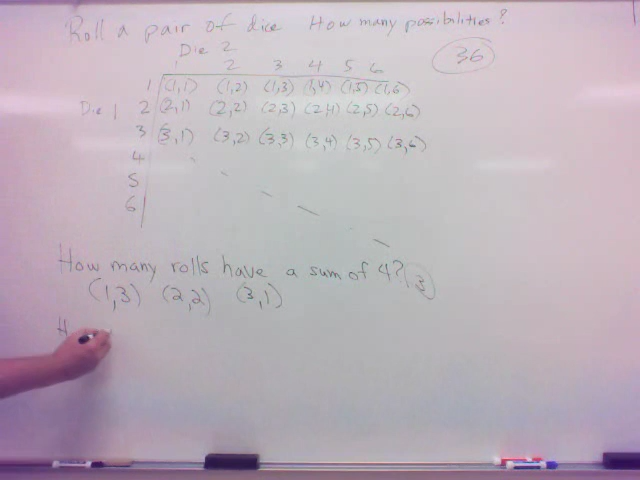 Roll a pair of dice How many possibilities?
36
Die 2
1 2 3 4 5 6
1 (1,1) (1,2) (1,3) (1,4) (1,5) (1,6)
Die 1 2 (2,1) (2,2) (2,3) (2,4) (2,5) (2,6)
3 (3,1) (3,2) (3,3) (3,4) (3,5) (3,6)
4
5
6
How many rolls have a sum of 4? 3
(1,3) (2,2) (3,1)
H